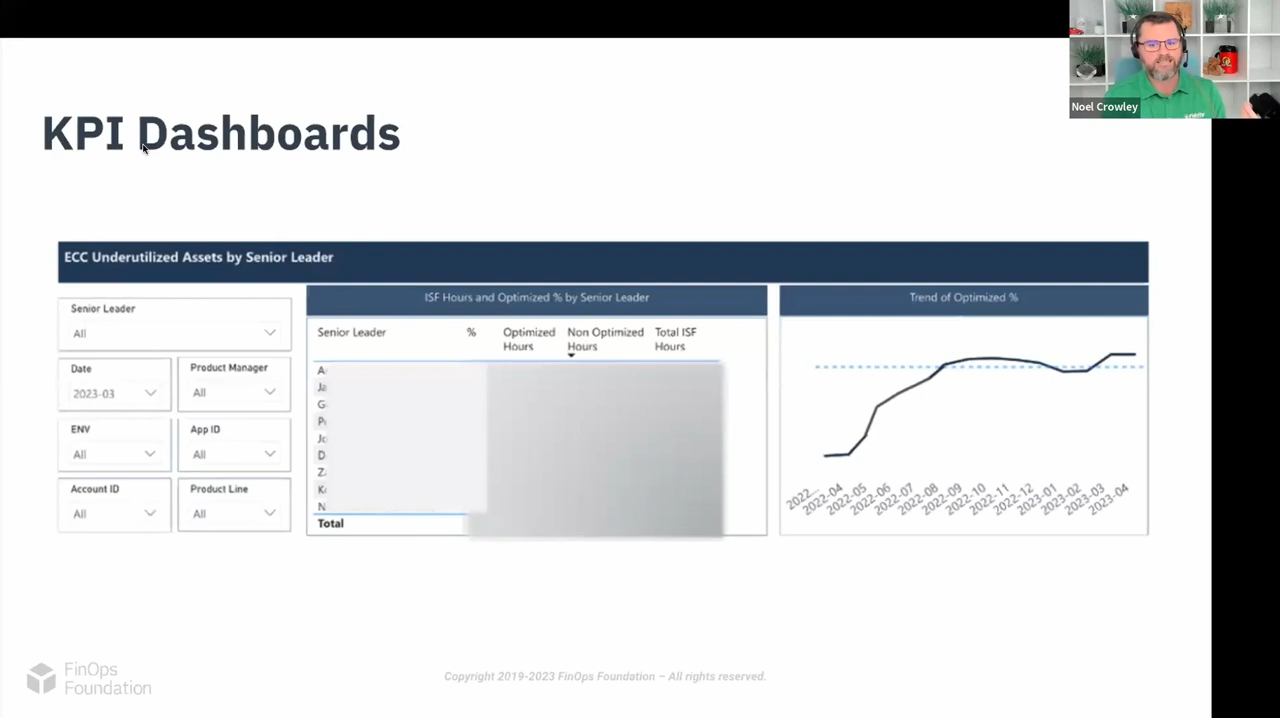 Noel Crowley
KPI Dashboards
ECC Underutilized Assets by Senior Leader
Senior Leader
All
Date
2023-03
Product Manager
All
ENV
All
App ID
All
Account ID
All
Product Line
All
ISF Hours and Optimized % by Senior Leader
Senior Leader % Optimized Hours Non Optimized Hours Total ISF Hours
A
Ja
G
P
Jo
D
Z
K
N
Total
Trend of Optimized %
2022...
2022-04
2022-05
2022-06
2022-07
2022-08
2022-09
2022-10
2022-11
2022-12
2023-01
2023-02
2023-03
2023-04
FinOps
Foundation
Copyright 2019-2023 FinOps Foundation – All rights reserved.